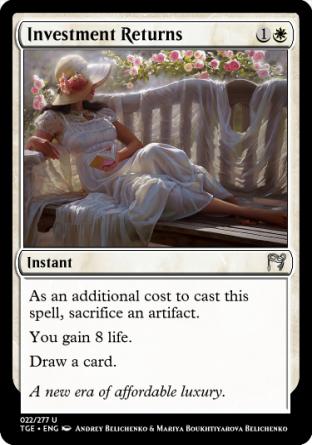 Investment Returns 1
Instant
As an additional cost to cast this
spell, sacrifice an artifact.
You gain 8 life.
Draw a card.
A new era of affordable luxury.
022/277 U
TGE • ENG Andrey Belichenko & Mariya Boukhtiyarova Belichenko